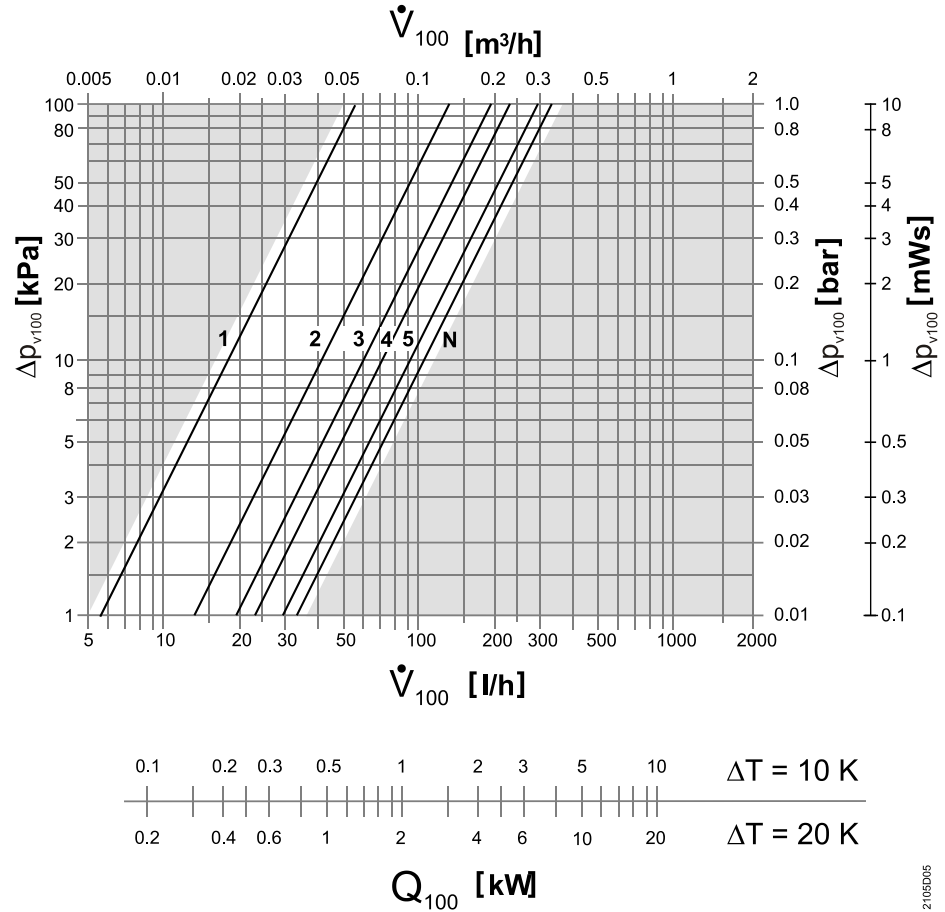 V̇100 [m³/h]
0.005 0.01 0.02 0.03 0.05 0.1 0.2 0.3 0.5 1 2
100 1.0 10
80 0.8 8
50 0.5 5
40 0.4 4
30 0.3 3
20 0.2 2
1 2 3 4 5 N
10 0.1 1
8 0.08
5 0.05 0.5
3 0.03 0.3
2 0.02 0.2
1 0.01 0.1
Δpv100 [kPa]
Δpv100 [bar]
Δpv100 [mWs]
5 10 20 30 50 100 200 300 500 1000 2000
V̇100 [l/h]
0.1 0.2 0.3 0.5 1 2 3 5 10 ΔT = 10 K
0.2 0.4 0.6 1 2 4 6 10 20 ΔT = 20 K
Q100 [kW]
2105D05